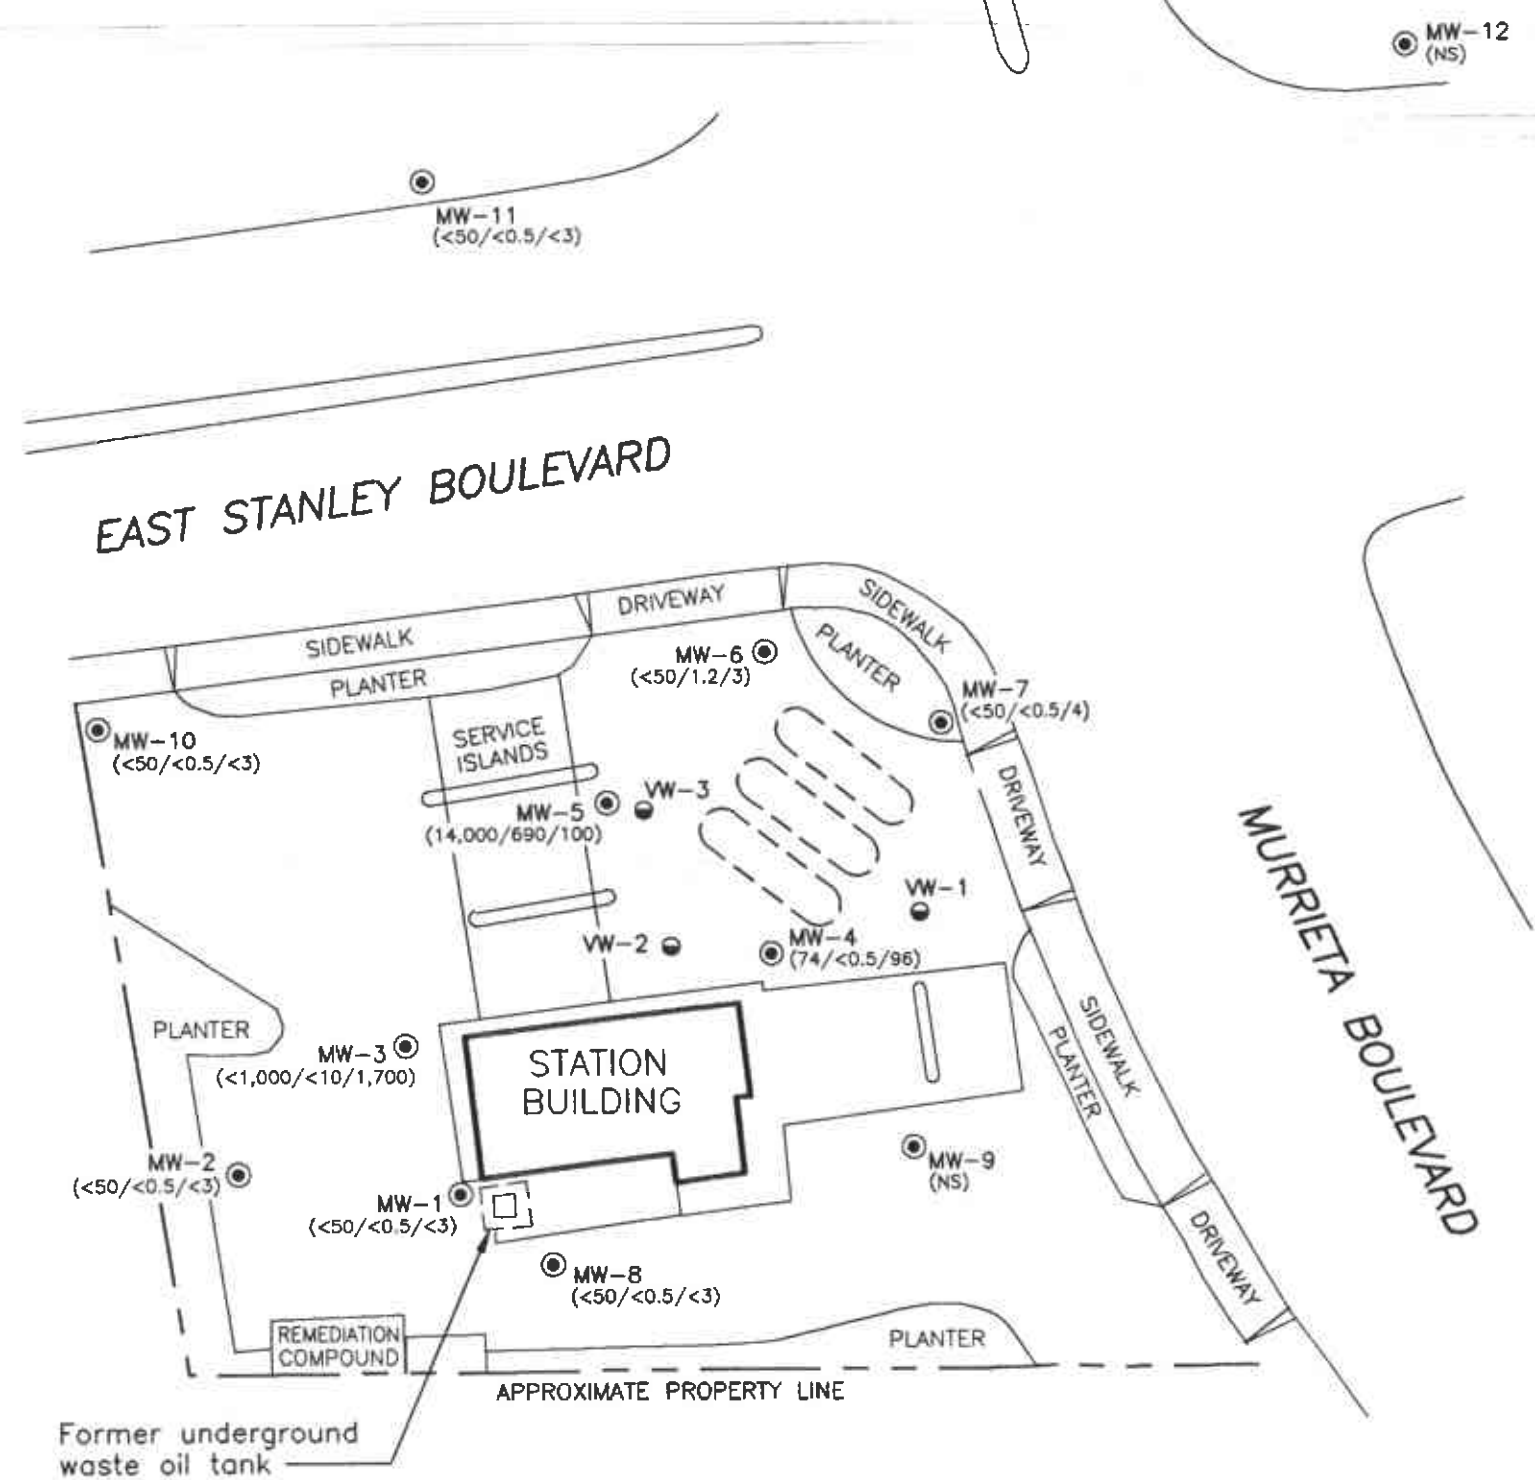 MW-12
(NS)
MW-11
(<50/<0.5/<3)
EAST STANLEY BOULEVARD
SIDEWALK
DRIVEWAY
SIDEWALK
PLANTER
PLANTER
MW-6
(<50/1.2/3)
MW-7
(<50/<0.5/4)
MW-10
(<50/<0.5/<3)
SERVICE
ISLANDS
VW-3
MW-5
(14,000/690/100)
DRIVEWAY
MURRIETA BOULEVARD
VW-1
VW-2
MW-4
(74/<0.5/96)
PLANTER
SIDEWALK
PLANTER
MW-3
(<1,000/<10/1,700)
STATION
BUILDING
MW-2
(<50/<0.5/<3)
MW-9
(NS)
MW-1
(<50/<0.5/<3)
DRIVEWAY
MW-8
(<50/<0.5/<3)
REMEDIATION
COMPOUND
PLANTER
APPROXIMATE PROPERTY LINE
Former underground
waste oil tank